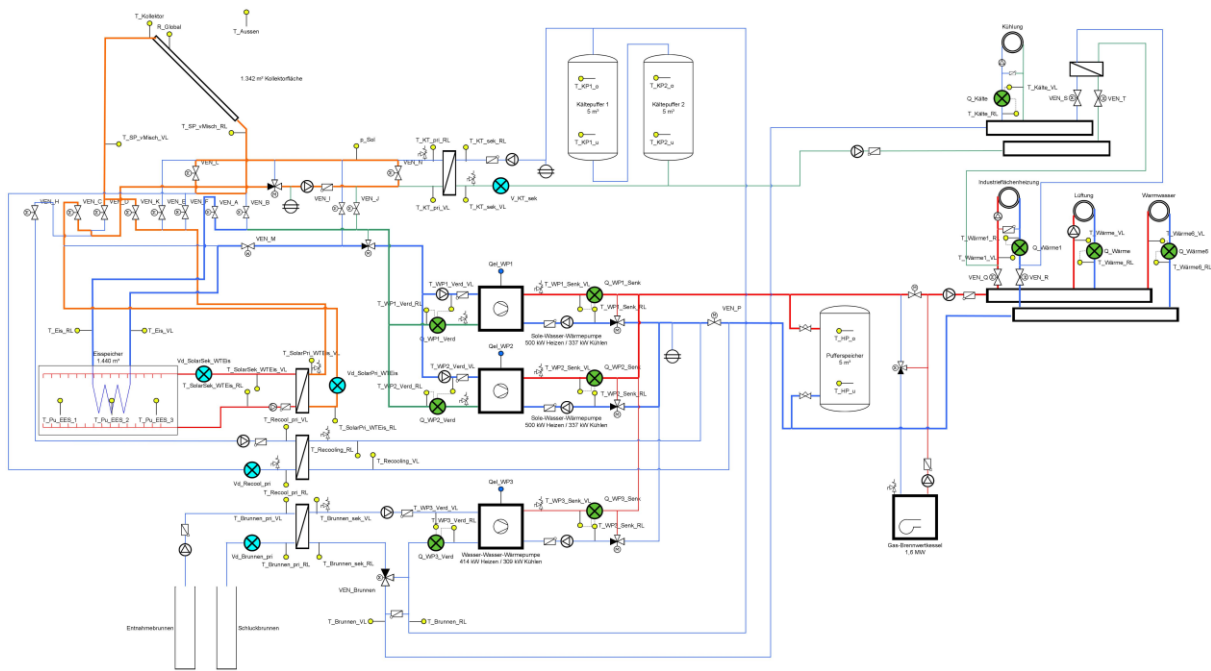 T_Kollektor
R_Global
T_Aussen
1.342 m² Kollektorfläche
T_SP_vMisch_RL
T_SP_vMisch_VL
VEN_L
p_Sol
T_KT_pri_RL
T_KT_sek_RL
VEN_N
T_KT_pri_VL
T_KT_sek_VL
V_KT_sek
T_KP1_o
Kältepuffer 1
5 m³
T_KP1_u
T_KP2_o
Kältepuffer 2
5 m³
T_KP2_u
Kühlung
T_Kälte_VL
Q_Kälte
T_Kälte_RL
VEN_S
VEN_T
VEN_H
VEN_C
VEN_D
VEN_K
VEN_E
VEN_F
VEN_A
VEN_B
VEN_I
VEN_J
VEN_M
Industrieflächenheizung
Lüftung
Warmwasser
T_Wärme1_R
Q_Wärme1
T_Wärme1_VL
VEN_Q
VEN_R
T_Wärme_VL
Q_Wärme
T_Wärme_RL
T_Wärme6_VL
Q_Wärme6
T_Wärme6_RL
Qel_WP1
T_WP1_Verd_VL
T_WP1_Verd_RL
Q_WP1_Verd
T_WP1_Senk_VL
Q_WP1_Senk
T_WP1_Senk_RL
Sole-Wasser-Wärmepumpe
500 kW Heizen / 337 kW Kühlen
VEN_P
T_Eis_RL
T_Eis_VL
Eisspeicher
1.440 m³
Vd_SolarSek_WTEis
T_SolarSek_WTEis_VL
T_SolarSek_WTEis_RL
T_SolarPri_WTEis_VL
Vd_SolarPri_WTEis
T_SolarPri_WTEis_RL
T_Pu_EES_1
T_Pu_EES_2
T_Pu_EES_3
Qel_WP2
T_WP2_Verd_VL
T_WP2_Verd_RL
Q_WP2_Verd
T_WP2_Senk_VL
Q_WP2_Senk
T_WP2_Senk_RL
Sole-Wasser-Wärmepumpe
500 kW Heizen / 337 kW Kühlen
T_HP_o
Pufferspeicher
5 m³
T_HP_u
T_Recool_pri_VL
T_Recooling_RL
T_Recooling_VL
Vd_Recool_pri
T_Recool_pri_RL
Qel_WP3
T_WP3_Verd_VL
T_WP3_Verd_RL
Q_WP3_Verd
T_WP3_Senk_VL
Q_WP3_Senk
T_WP3_Senk_RL
Wasser-Wasser-Wärmepumpe
414 kW Heizen / 309 kW Kühlen
T_Brunnen_pri_VL
T_Brunnen_sek_VL
Vd_Brunnen_pri
T_Brunnen_pri_RL
T_Brunnen_sek_RL
VEN_Brunnen
T_Brunnen_VL
T_Brunnen_RL
Entnahmebrunnen
Schluckbrunnen
Gas-Brennwertkessel
1,6 MW